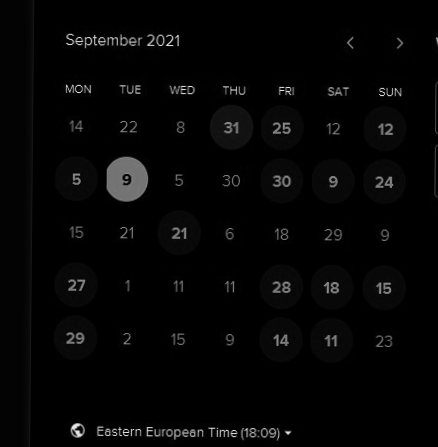 September 2021
MON TUE WED THU FRI SAT SUN
14 22 8 31 25 12 12
5 9 5 30 30 9 24
15 21 21 6 18 29 9
27 1 11 11 28 18 15
29 2 15 9 14 11 23
Eastern European Time (18:09)